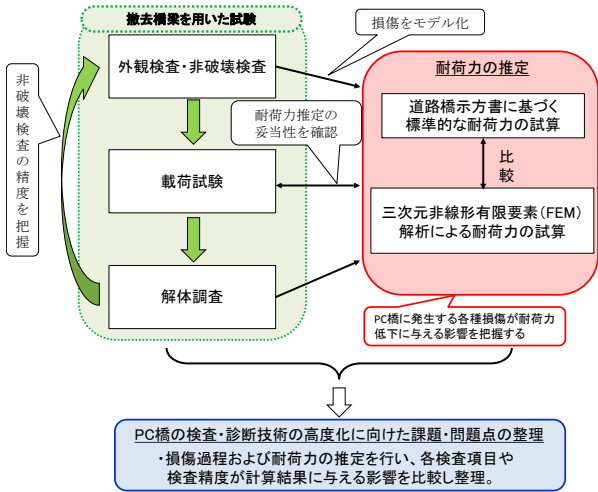 撤去橋梁を用いた試験
損傷をモデル化
外観検査・非破壊検査
耐荷力の推定
非破壊検査の精度を把握
耐荷力推定の
妥当性を確認
道路橋示方書に基づく
標準的な耐荷力の試算
比較
載荷試験
三次元非線形有限要素(FEM)
解析による耐荷力の試算
解体調査
PC橋に発生する各種損傷が耐荷力
低下に与える影響を把握する
PC橋の検査・診断技術の高度化に向けた課題・問題点の整理
・損傷過程および耐荷力の推定を行い、各検査項目や
検査精度が計算結果に与える影響を比較し整理。